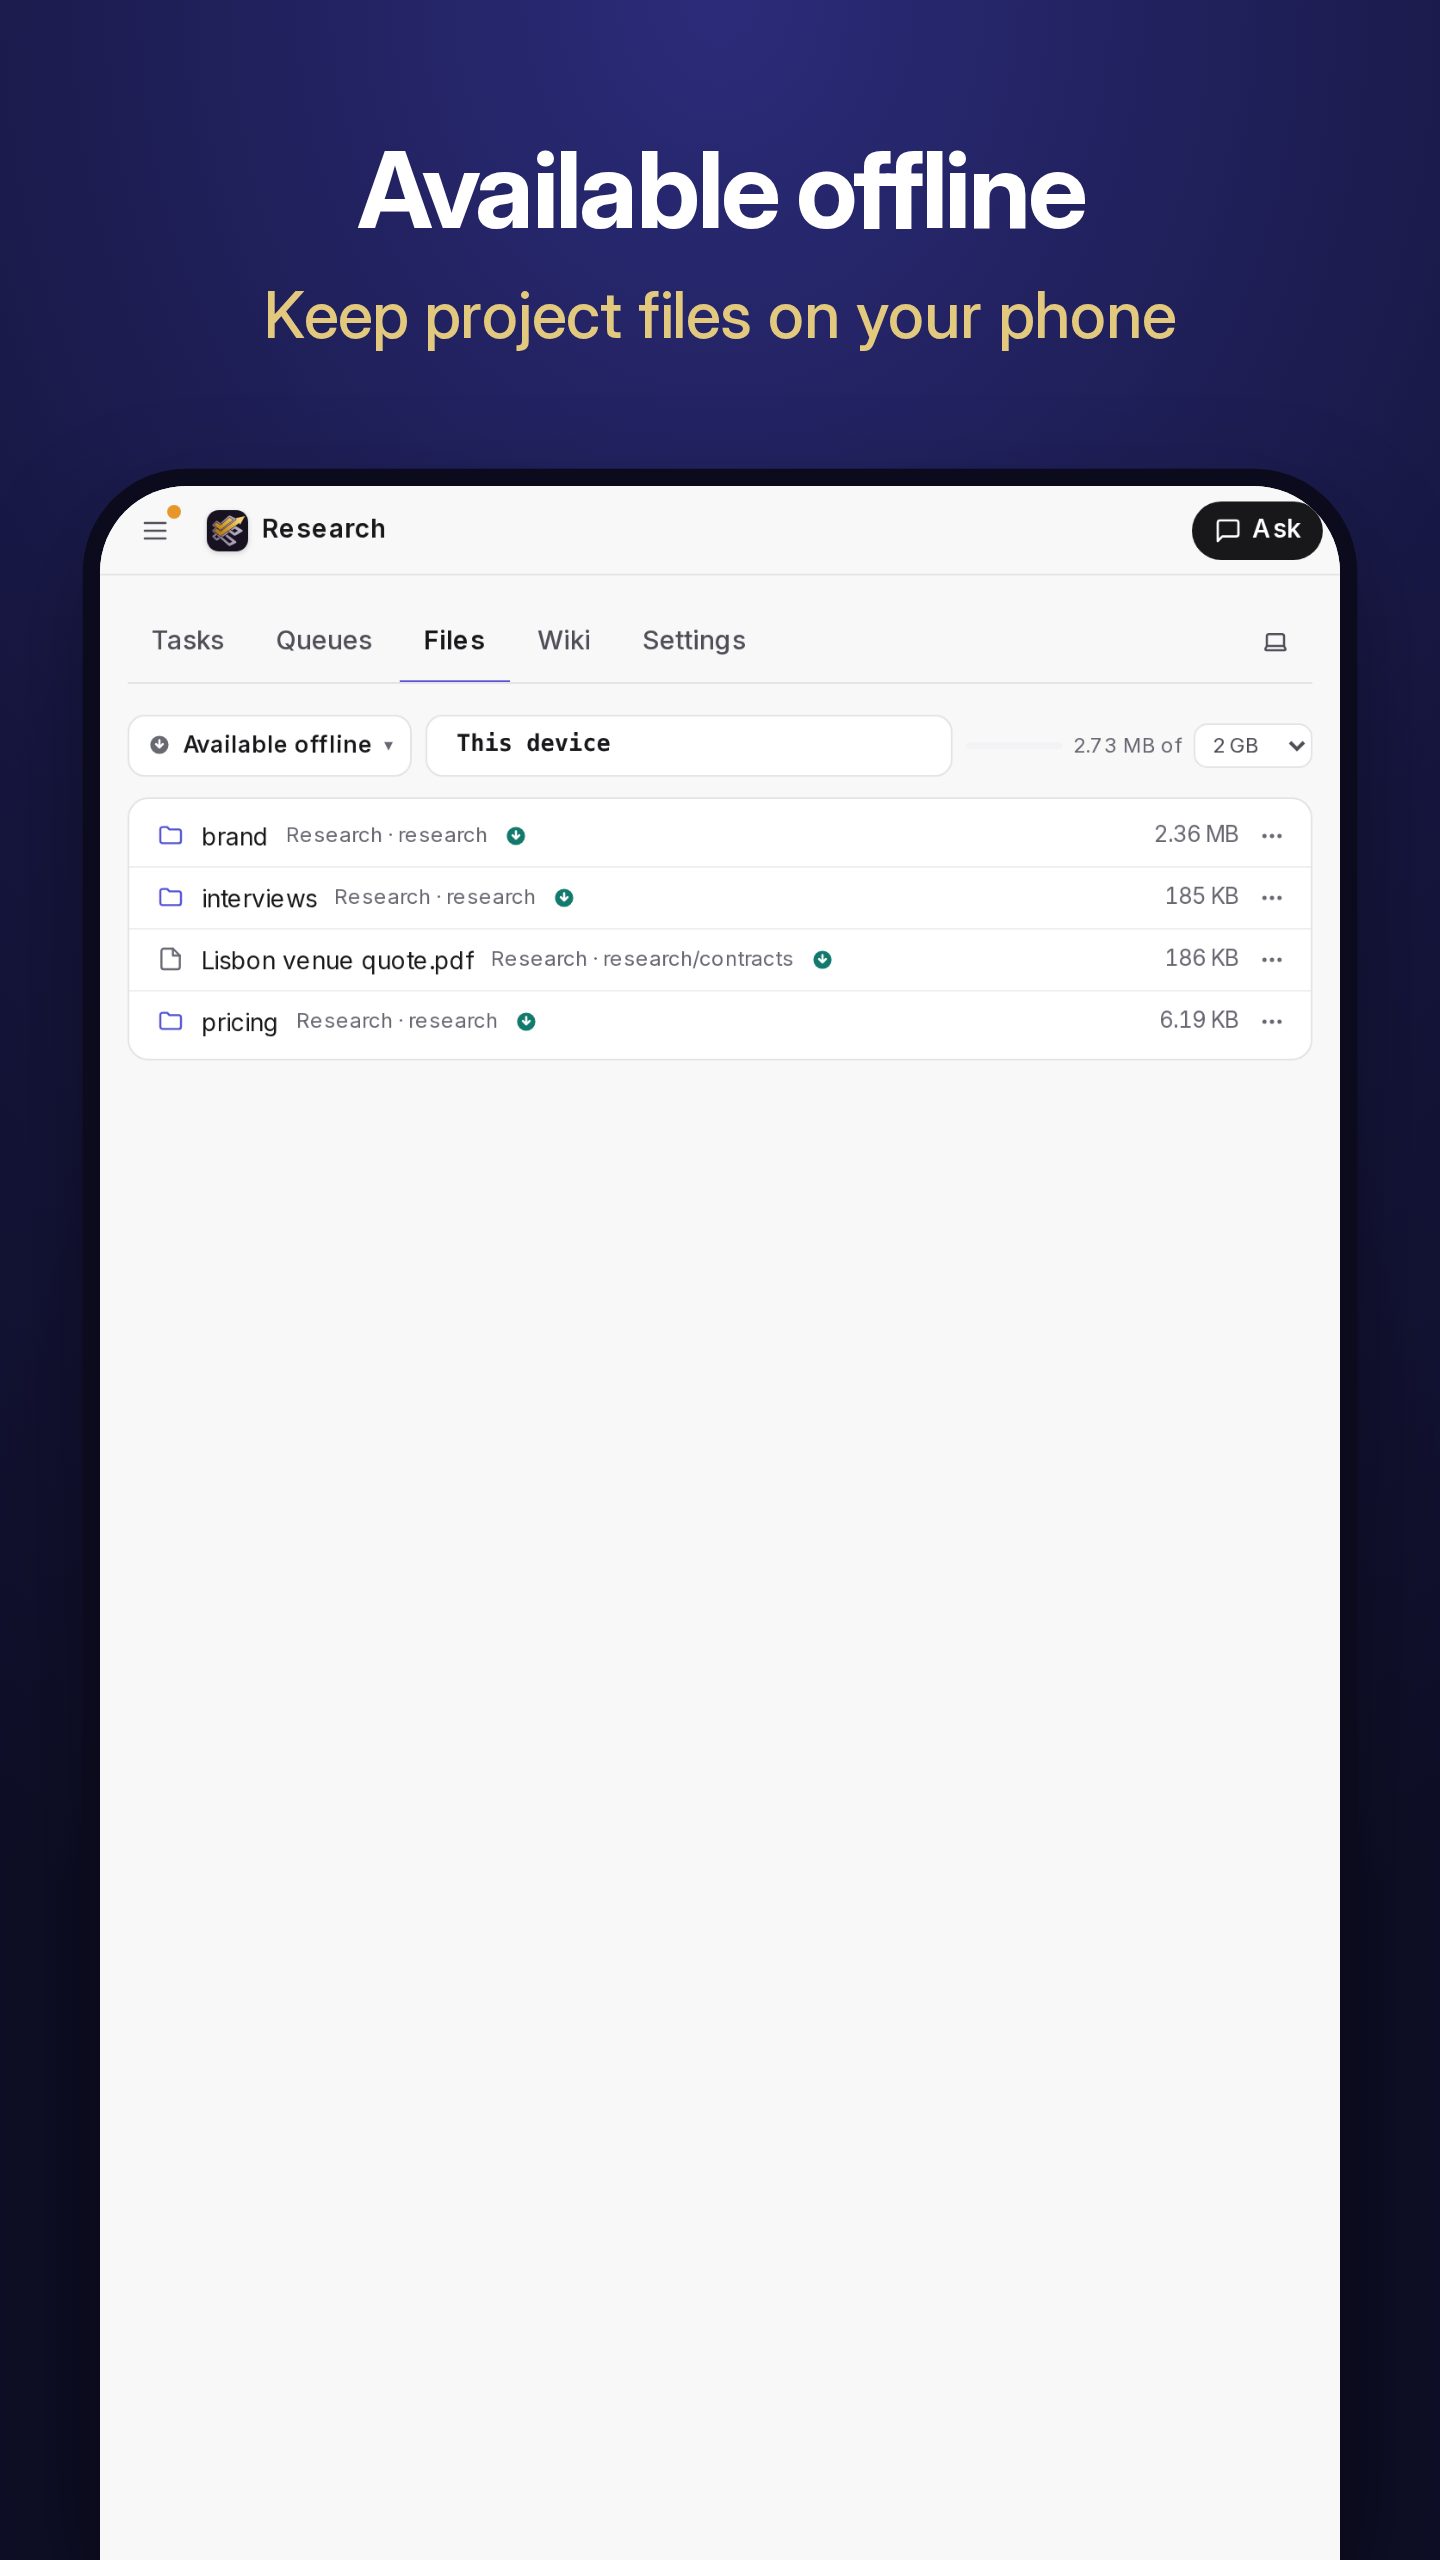 Available offline
Keep project files on your phone
Research
Ask
Tasks Queues Files Wiki Settings
Available offline ▾ This device 2.73 MB of 2 GB
brand Research · research 2.36 MB
interviews Research · research 185 KB
Lisbon venue quote.pdf Research · research/contracts 186 KB
pricing Research · research 6.19 KB